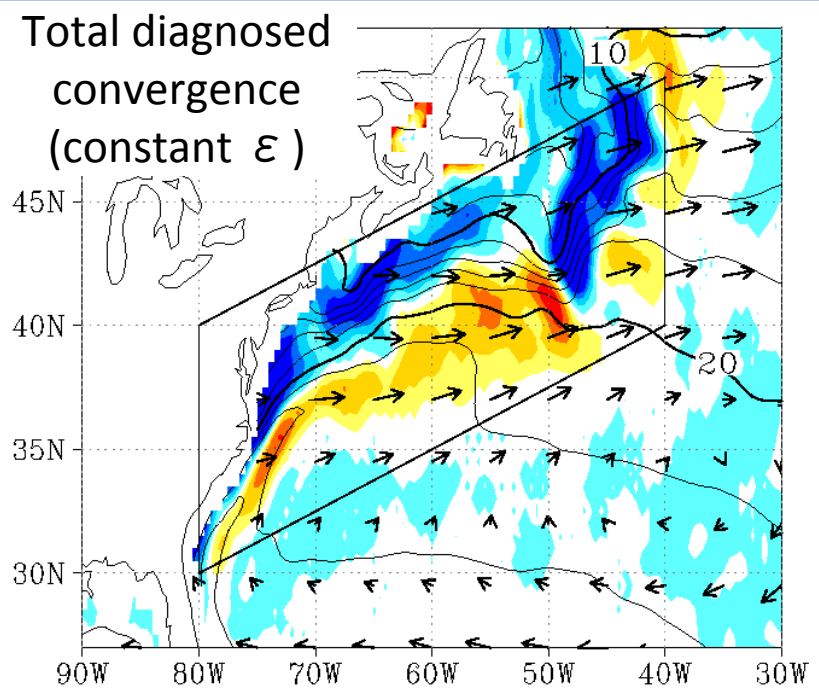 Total diagnosed
convergence
(constant ε )
10
45N
40N
20
35N
30N
90W 80W 70W 60W 50W 40W 30W